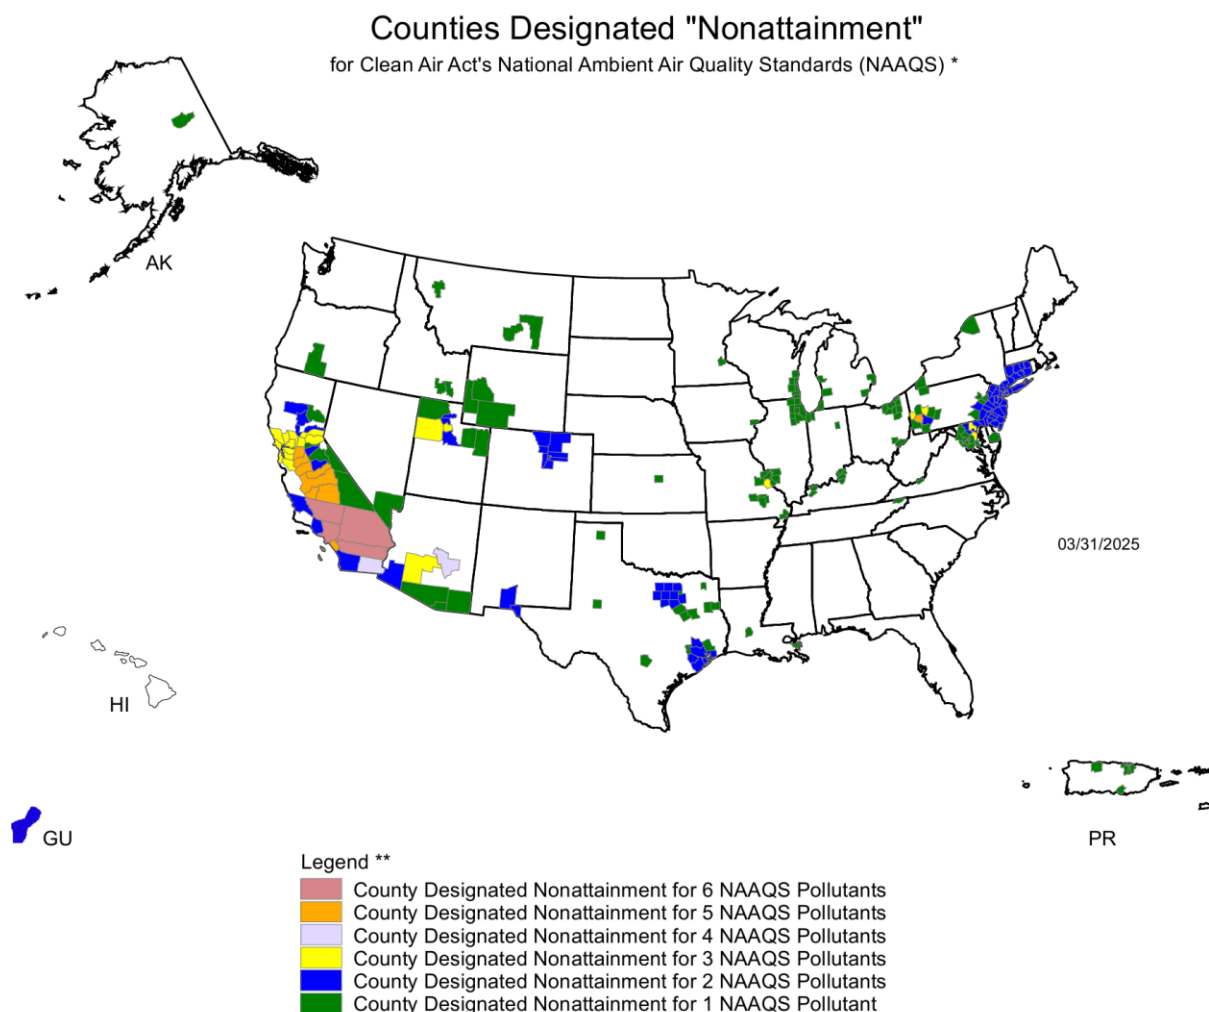 Counties Designated "Nonattainment"
for Clean Air Act's National Ambient Air Quality Standards (NAAQS) *
AK
03/31/2025
HI
GU
PR
Legend **
County Designated Nonattainment for 6 NAAQS Pollutants
County Designated Nonattainment for 5 NAAQS Pollutants
County Designated Nonattainment for 4 NAAQS Pollutants
County Designated Nonattainment for 3 NAAQS Pollutants
County Designated Nonattainment for 2 NAAQS Pollutants
County Designated Nonattainment for 1 NAAQS Pollutant